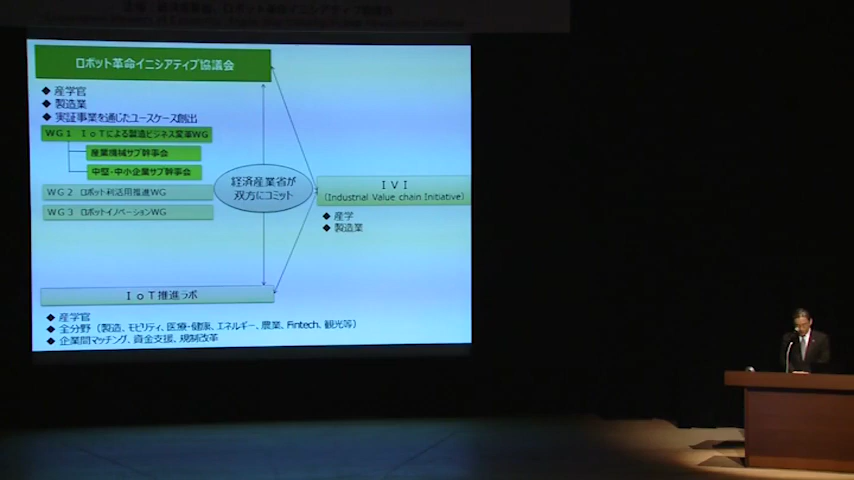 ロボット革命イニシアティブ協議会
◆ 産学官
◆ 製造業
◆ 実証事業を通じたユースケース創出
WG1 IoTによる製造ビジネス変革WG
産業機械サブ幹事会
中堅・中小企業サブ幹事会
WG2 ロボット利活用推進WG
WG3 ロボットイノベーションWG
経済産業省が
双方にコミット
IVI
(Industrial Value chain Initiative)
◆ 産学
◆ 製造業
IoT推進ラボ
◆ 産学官
◆ 全分野（製造、モビリティ、医療・健康、エネルギー、農業、Fintech、観光等）
◆ 企業間マッチング、資金支援、規制改革